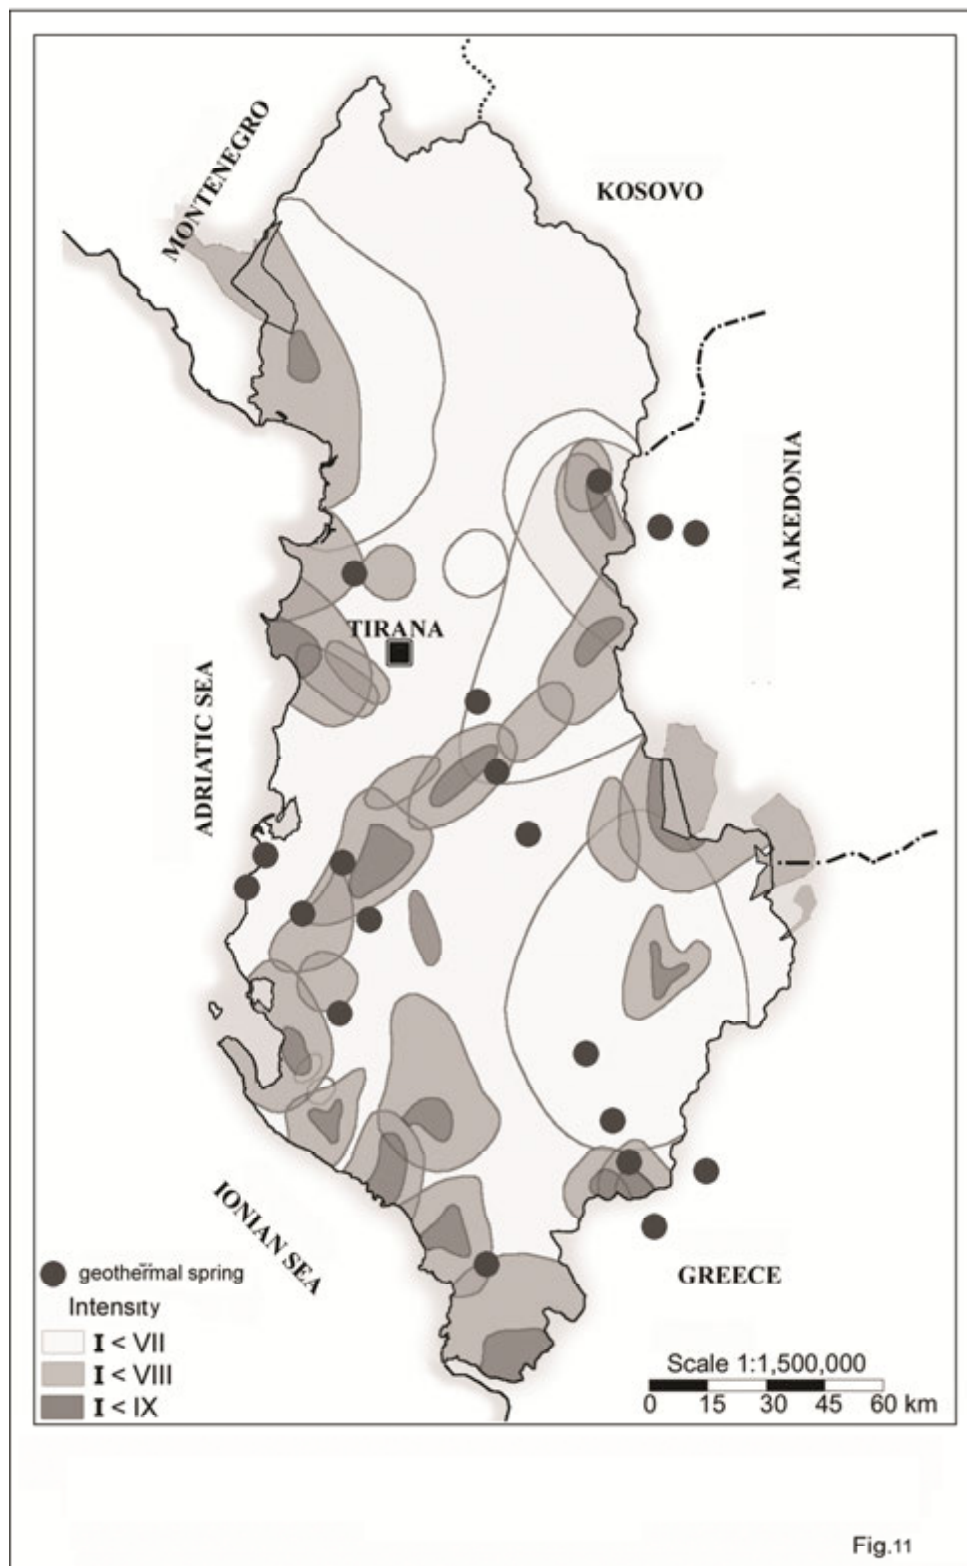 MONTENEGRO
KOSOVO
MAKEDONIA
TIRANA
ADRIATIC SEA
IONIAN SEA
GREECE
geothermal spring
Intensity
I < VII
I < VIII
I < IX
Scale 1:1,500,000
0 15 30 45 60 km
Fig.11